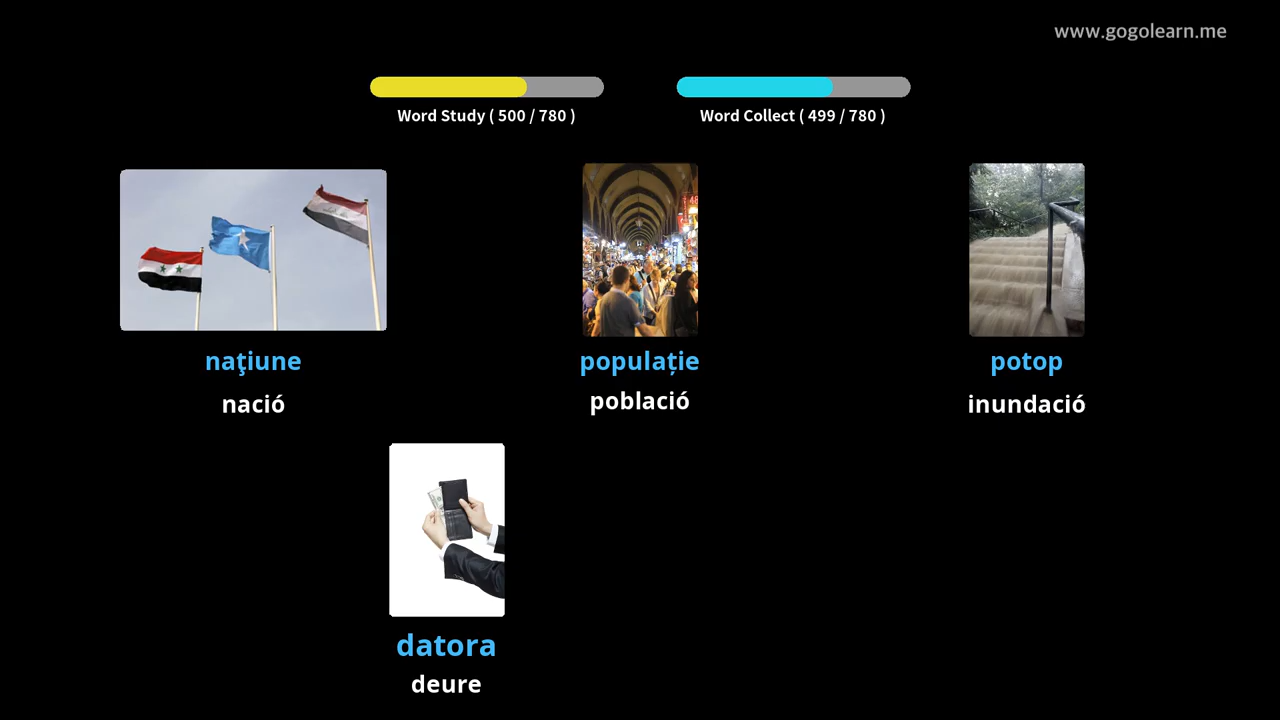 www.gogolearn.me
Word Study ( 500 / 780 )
Word Collect ( 499 / 780 )
naţiune
populație
potop
nació
població
inundació
datora
deure